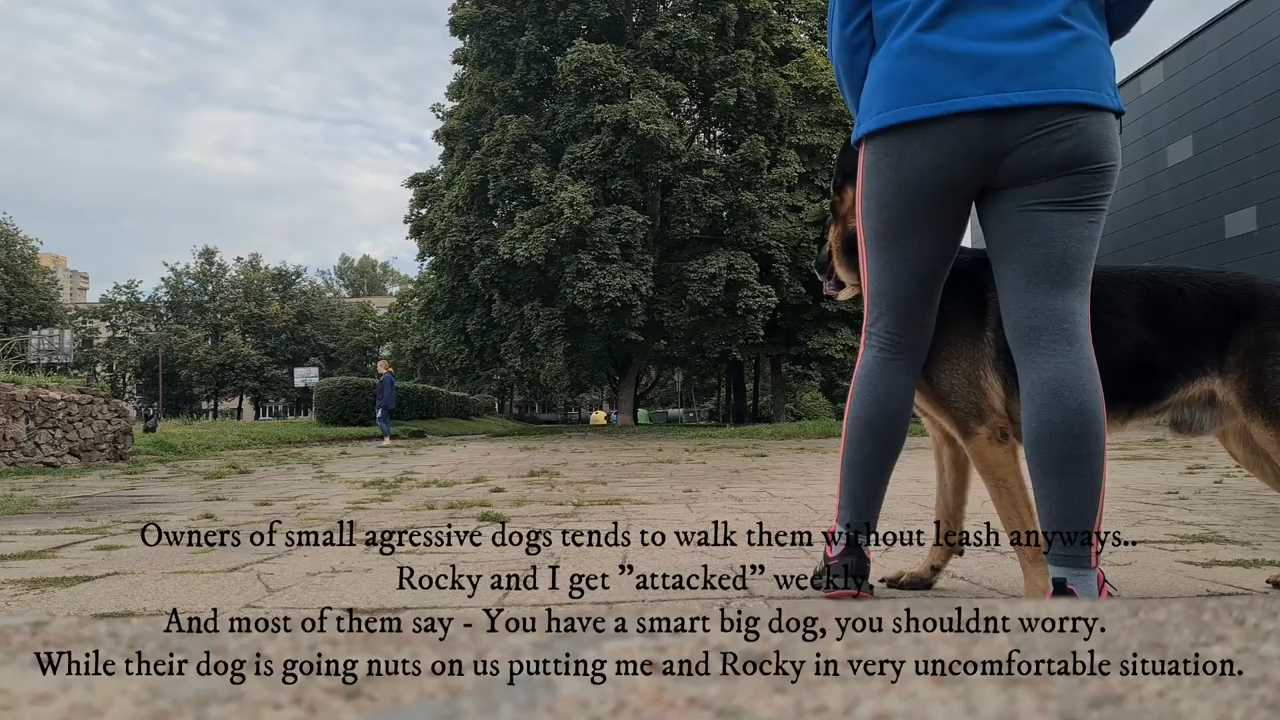 Owners of small agressive dogs tends to walk them without leash anyways..
Rocky and I get "attacked" weekly.
And most of them say - You have a smart big dog, you shouldnt worry.
While their dog is going nuts on us putting me and Rocky in very uncomfortable situation.